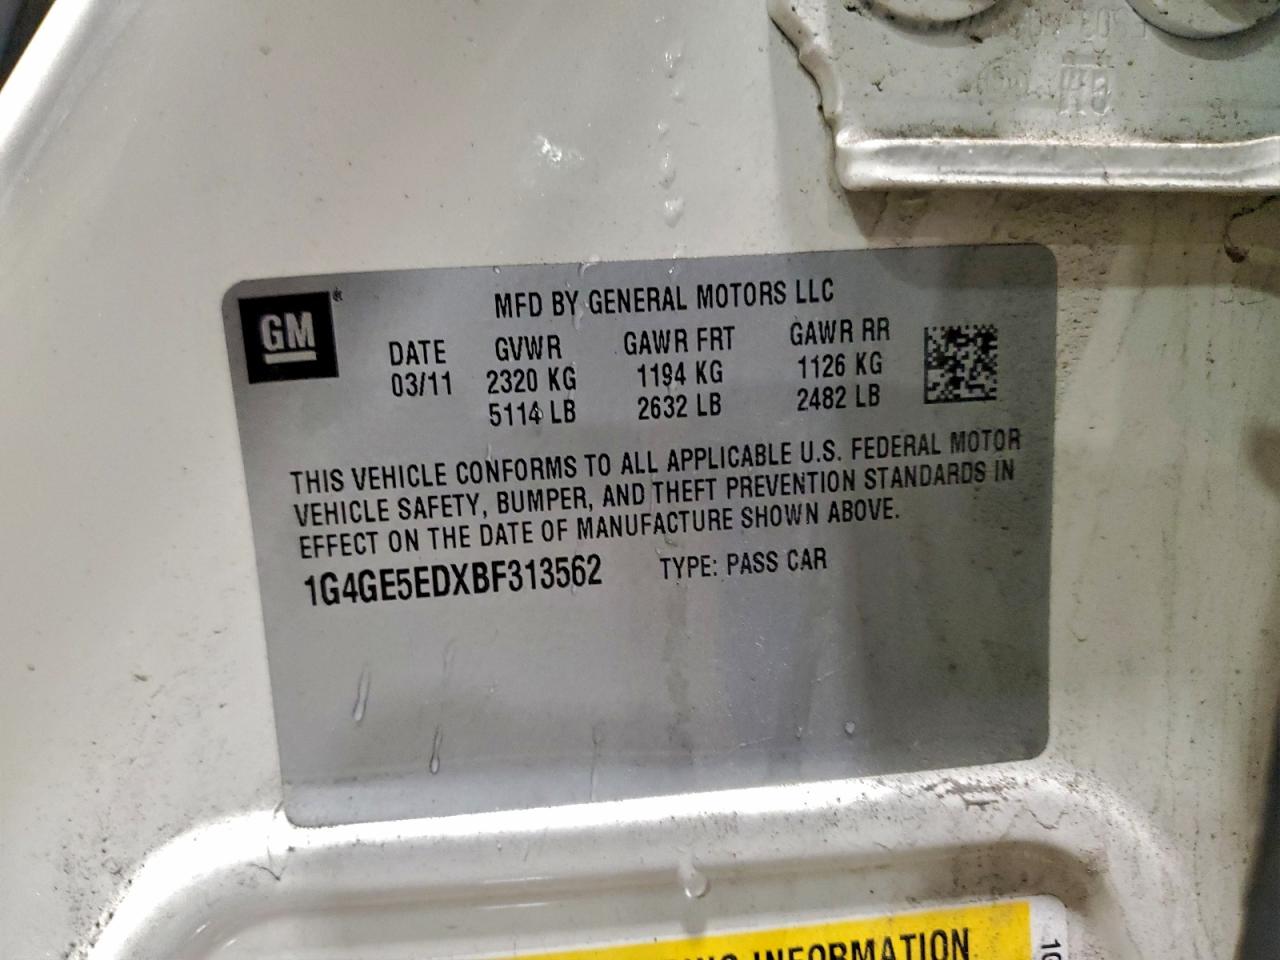 GM ®
MFD BY GENERAL MOTORS LLC
DATE GVWR GAWR FRT GAWR RR
03/11 2320 KG 1194 KG 1126 KG
5114 LB 2632 LB 2482 LB
THIS VEHICLE CONFORMS TO ALL APPLICABLE U.S. FEDERAL MOTOR
VEHICLE SAFETY, BUMPER, AND THEFT PREVENTION STANDARDS IN
EFFECT ON THE DATE OF MANUFACTURE SHOWN ABOVE.
1G4GE5EDXBF313562 TYPE: PASS CAR
INFORMATION